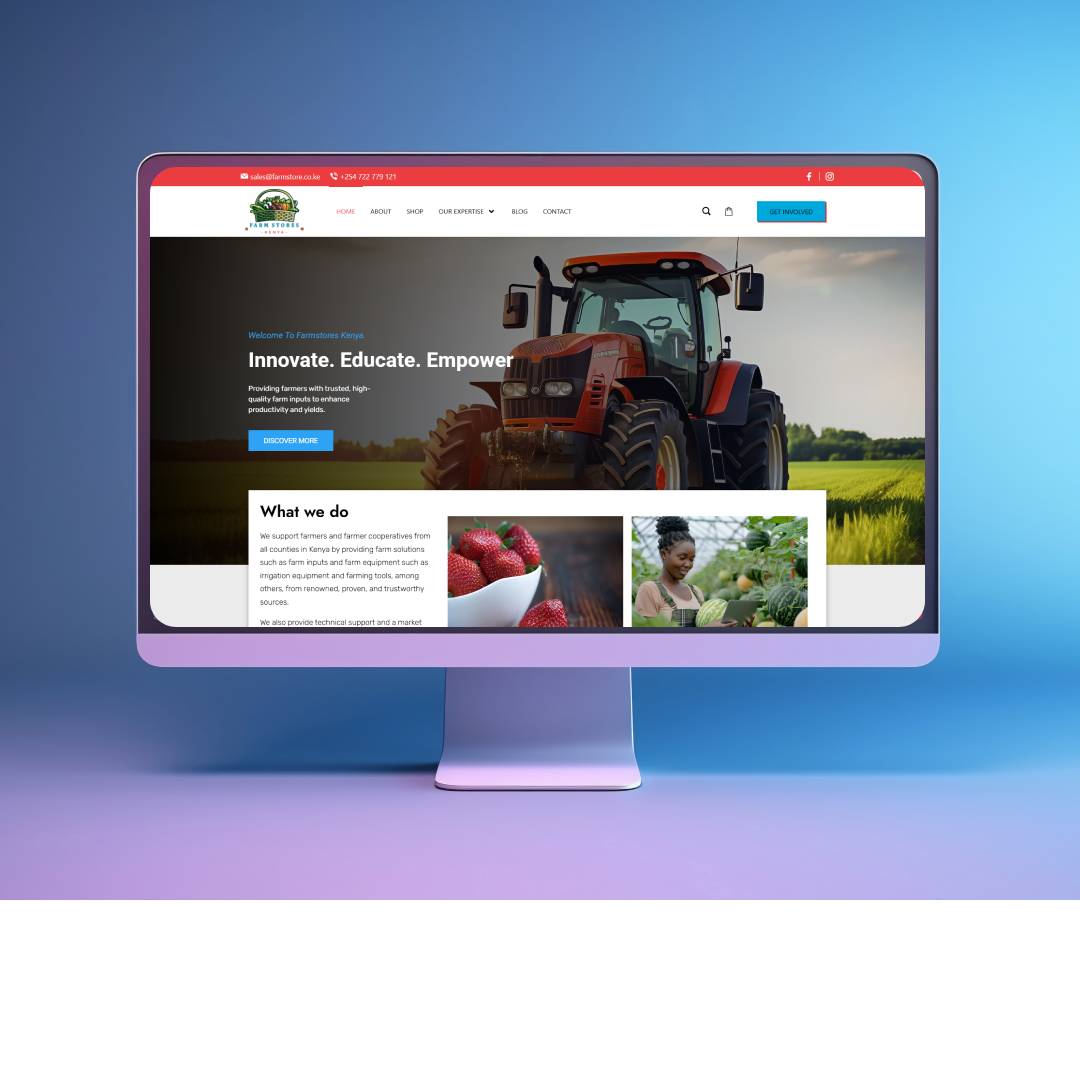 sales@farmstore.co.ke +254 722 779 121
FARM STORES
KENYA
HOME ABOUT SHOP OUR EXPERTISE BLOG CONTACT GET INVOLVED
Welcome To Farmstores Kenya
Innovate. Educate. Empower
Providing farmers with trusted, high-
quality farm inputs to enhance
productivity and yields.
DISCOVER MORE
What we do
We support farmers and farmer cooperatives from
all counties in Kenya by providing farm solutions
such as farm inputs and farm equipment such as
irrigation equipment and farming tools, among
others, from renowned, proven, and trustworthy
sources.
We also provide technical support and a market